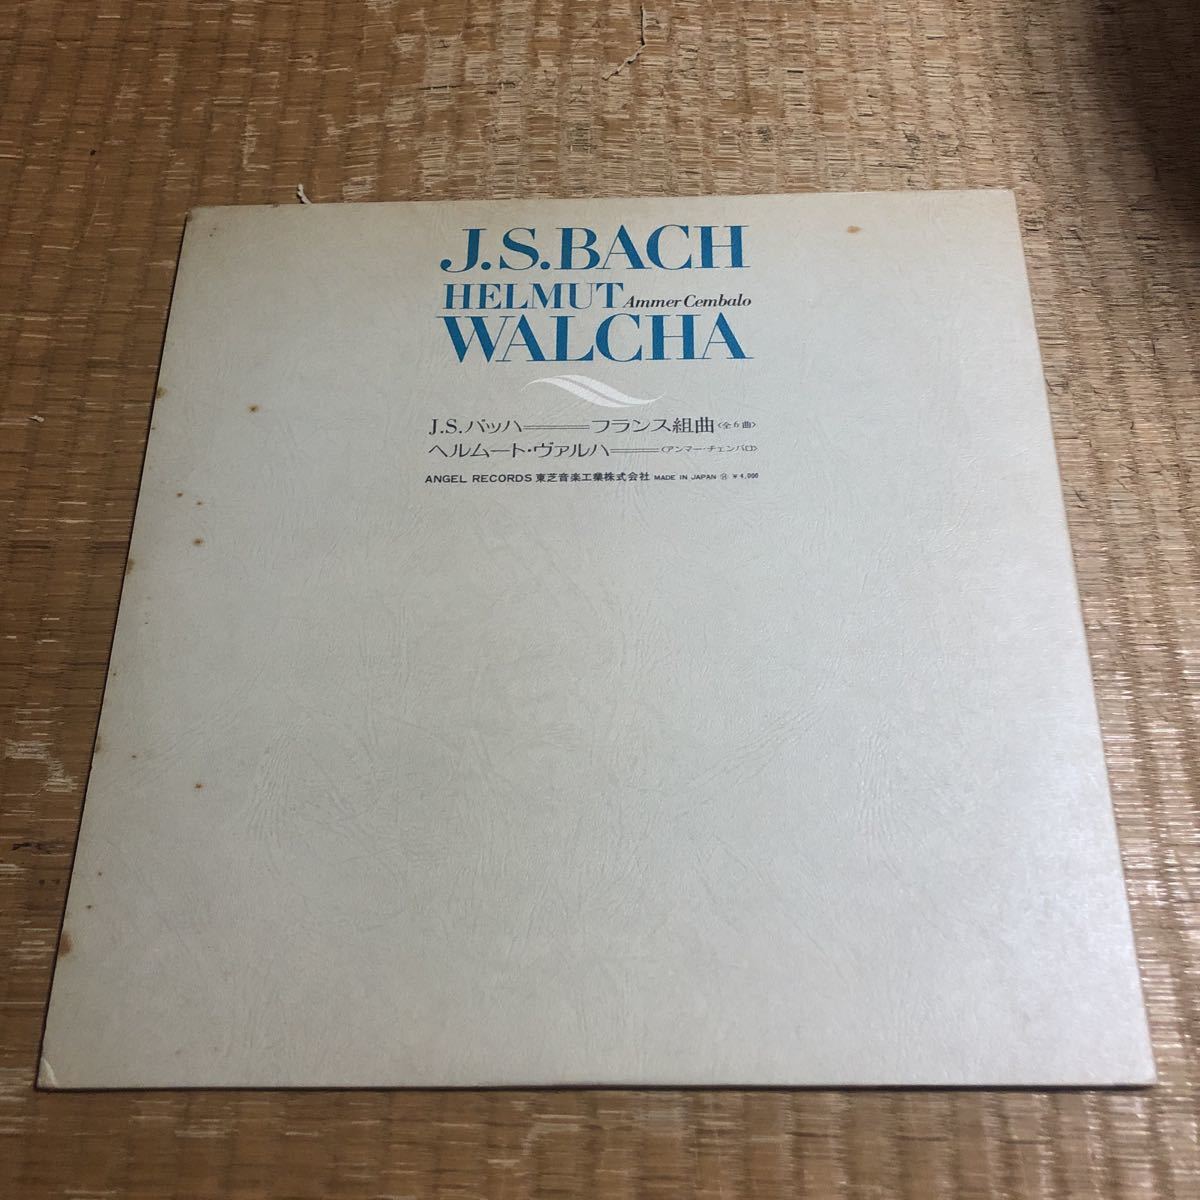 J.S.BACH
HELMUT Ammer Cembalo
WALCHA
J.S.バッハ====フランス組曲〈全6曲〉
ヘルムート・ヴァルハ====〈アンマー・チェンバロ〉
ANGEL RECORDS 東芝音楽工業株式会社 MADE IN JAPAN ¥4,000